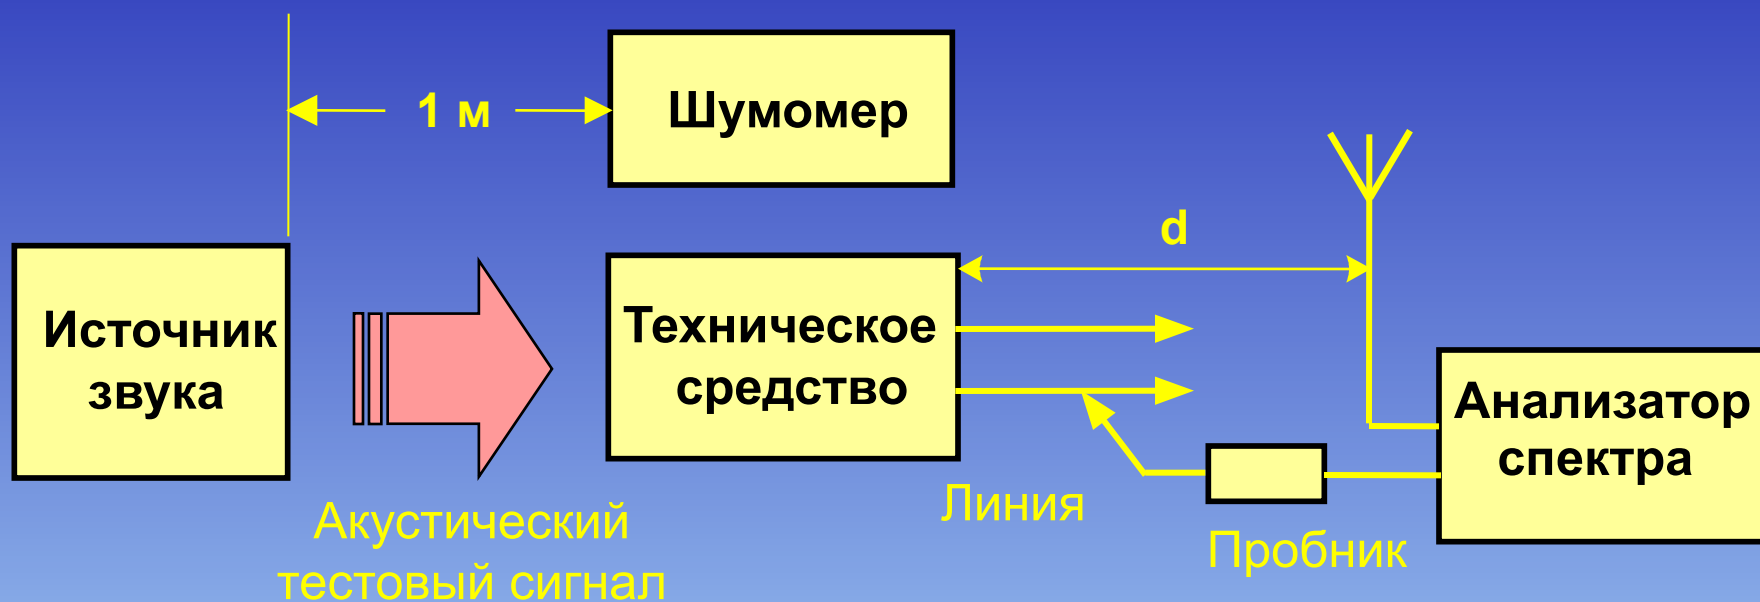 1 м
Шумомер
d
Источник
звука
Техническое
средство
Анализатор
спектра
Линия
Пробник
Акустический
тестовый сигнал